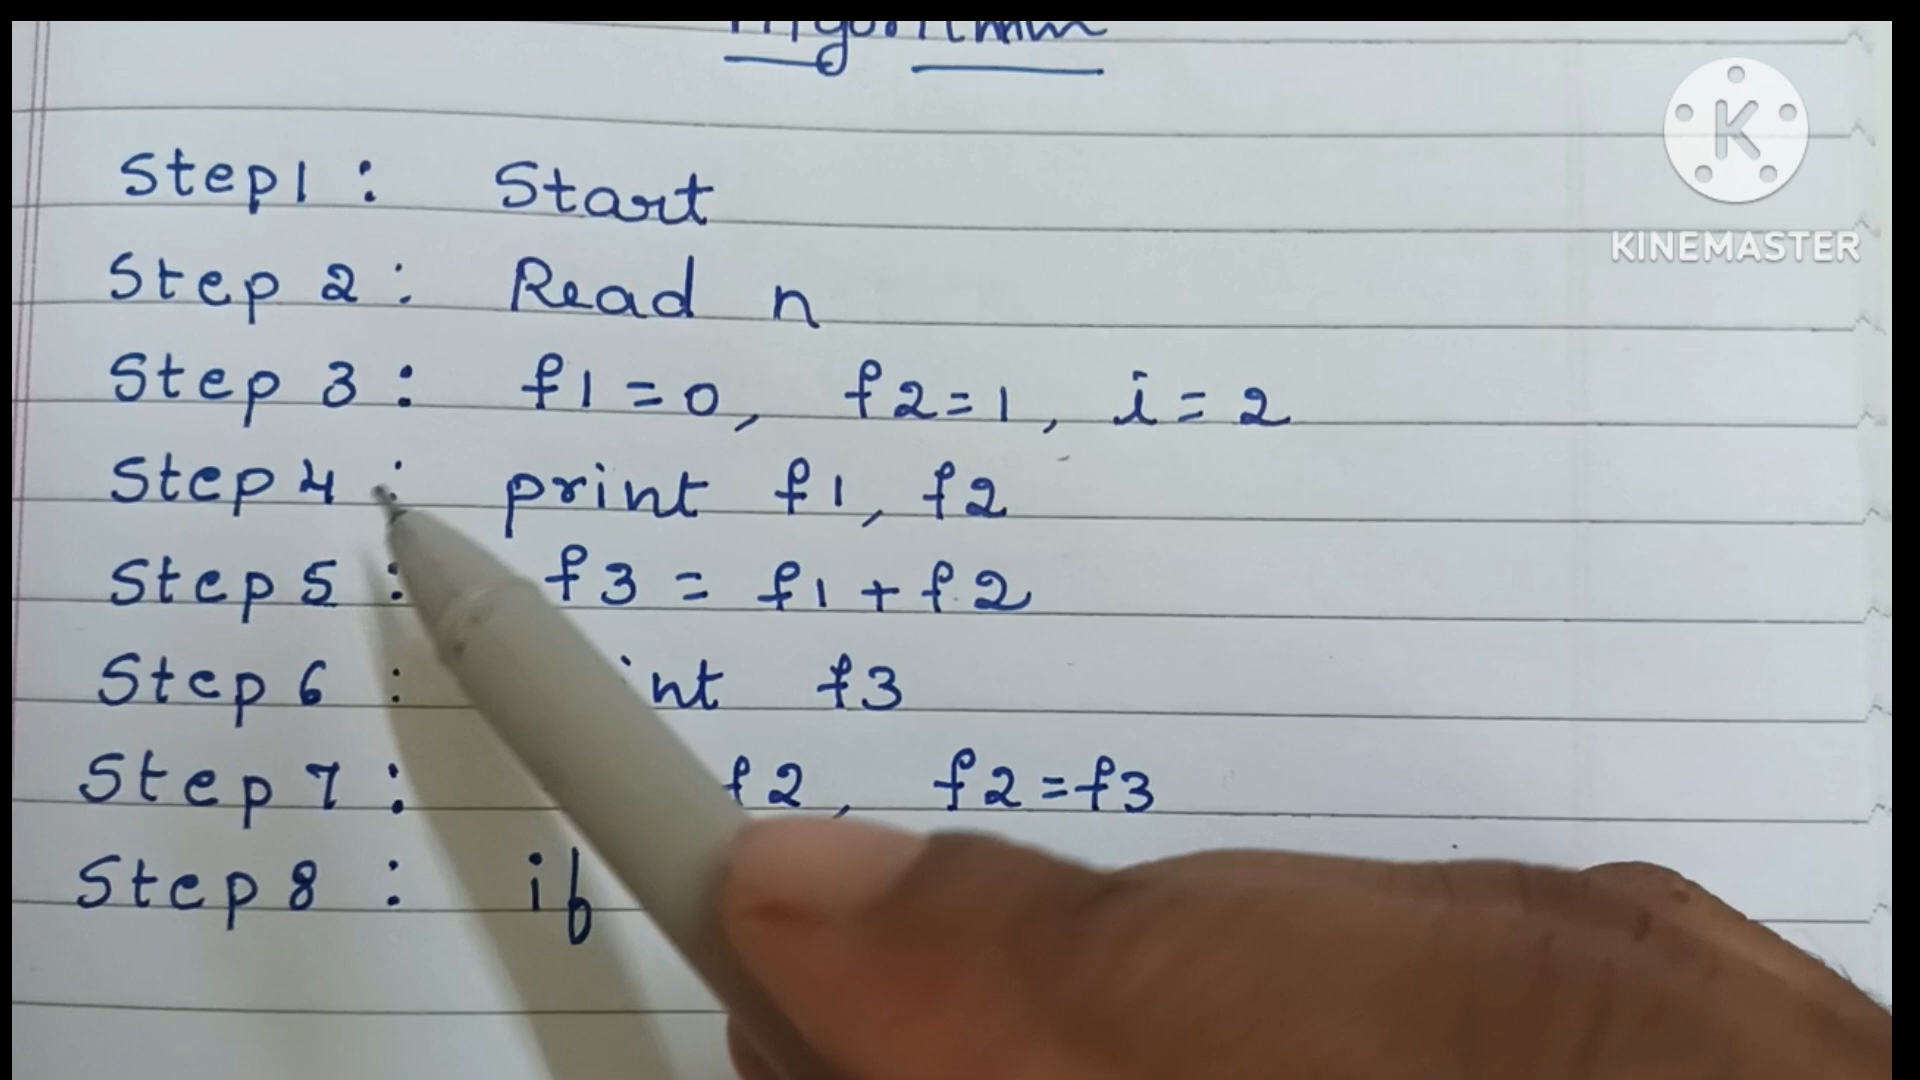 Algorithm
K
KINEMASTER
Step1 : Start
Step 2 : Read n
Step 3 : f1=0, f2=1, i=2
Step 4 : print f1, f2
Step 5 : f3 = f1+f2
Step 6 : f3
Step 7 : f2, f2=f3
Step 8 : if